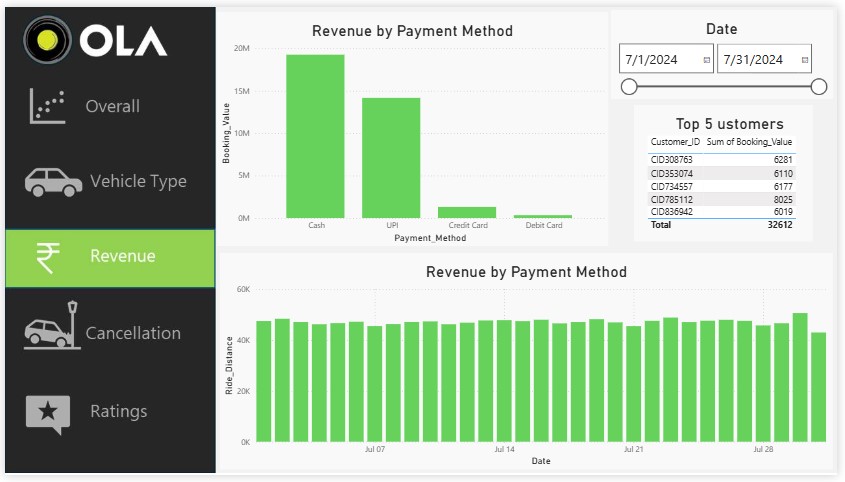 OLA
Overall
Vehicle Type
Revenue
Cancellation
Ratings
Revenue by Payment Method
20M
15M
10M
5M
0M
Booking_Value
Cash UPI Credit Card Debit Card
Payment_Method
Date
7/1/2024 7/31/2024
Top 5 ustomers
Customer_ID Sum of Booking_Value
CID308763 6281
CID353074 6110
CID734557 6177
CID785112 8025
CID836942 6019
Total 32612
Revenue by Payment Method
60K
40K
20K
0K
Ride_Distance
Jul 07 Jul 14 Jul 21 Jul 28
Date